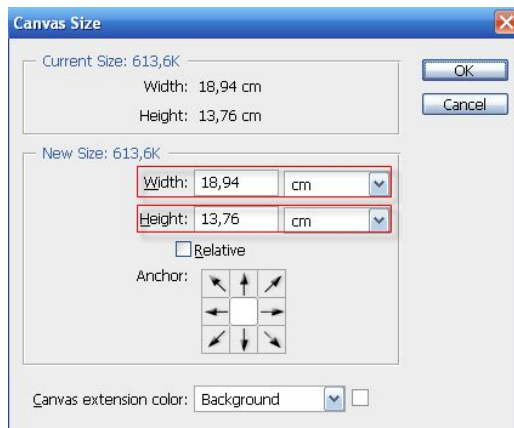 Canvas Size
Current Size: 613,6K
OK
Width: 18,94 cm
Cancel
Height: 13,76 cm
New Size: 613,6K
Width: 18,94 cm
Height: 13,76 cm
Relative
Anchor:
Canvas extension color: Background